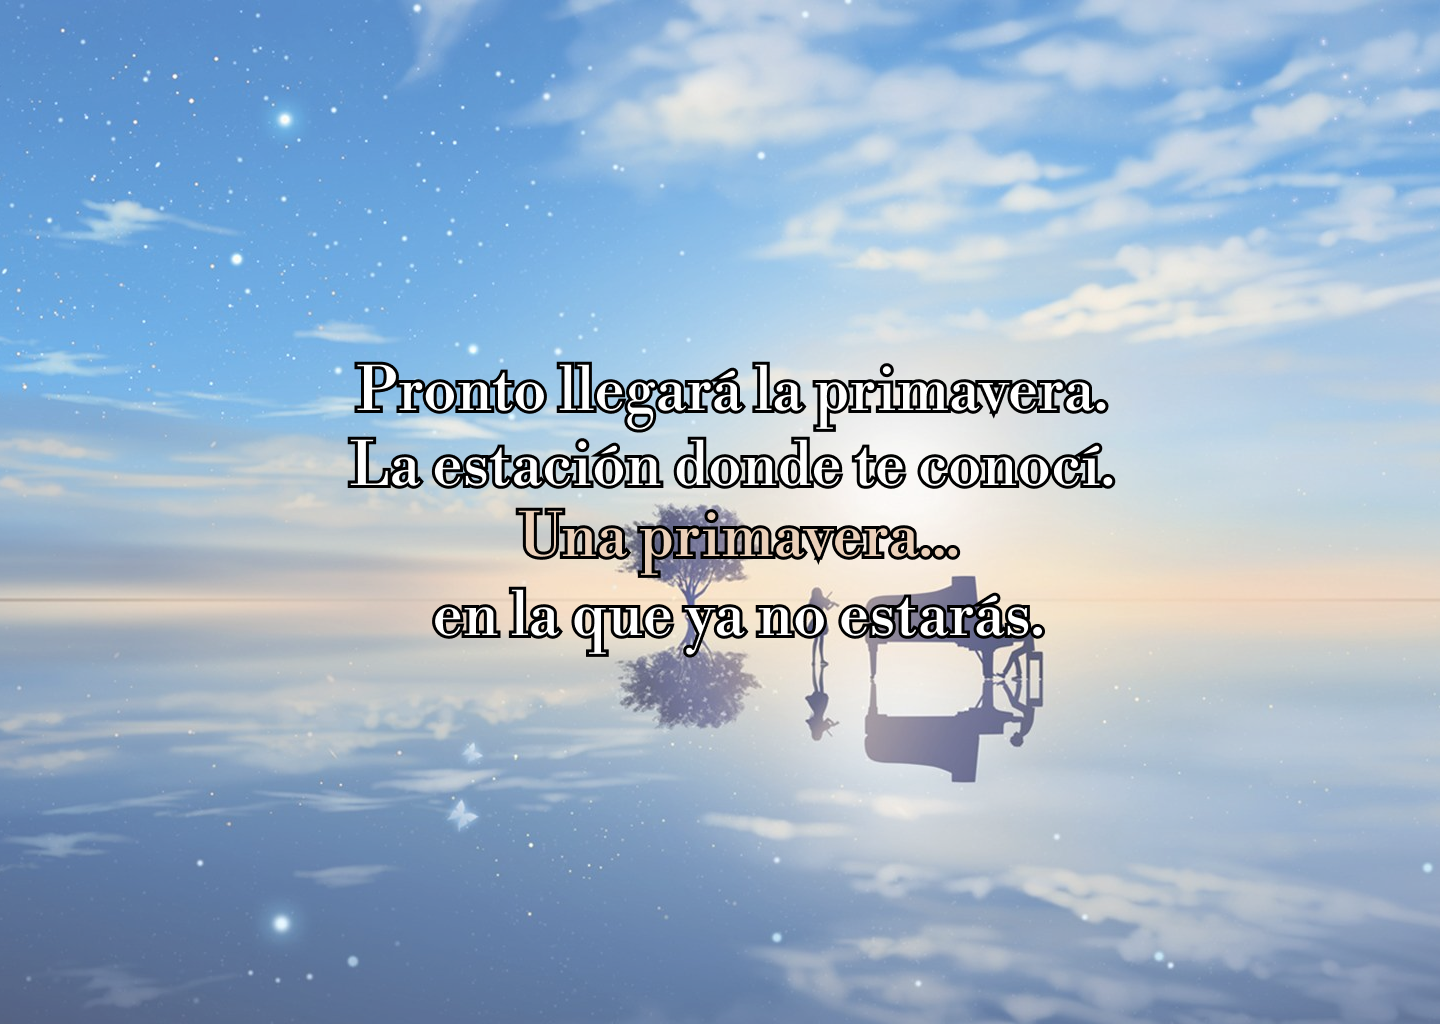 Pronto llegará la primavera.
La estación donde te conocí.
Una primavera...
en la que ya no estarás.